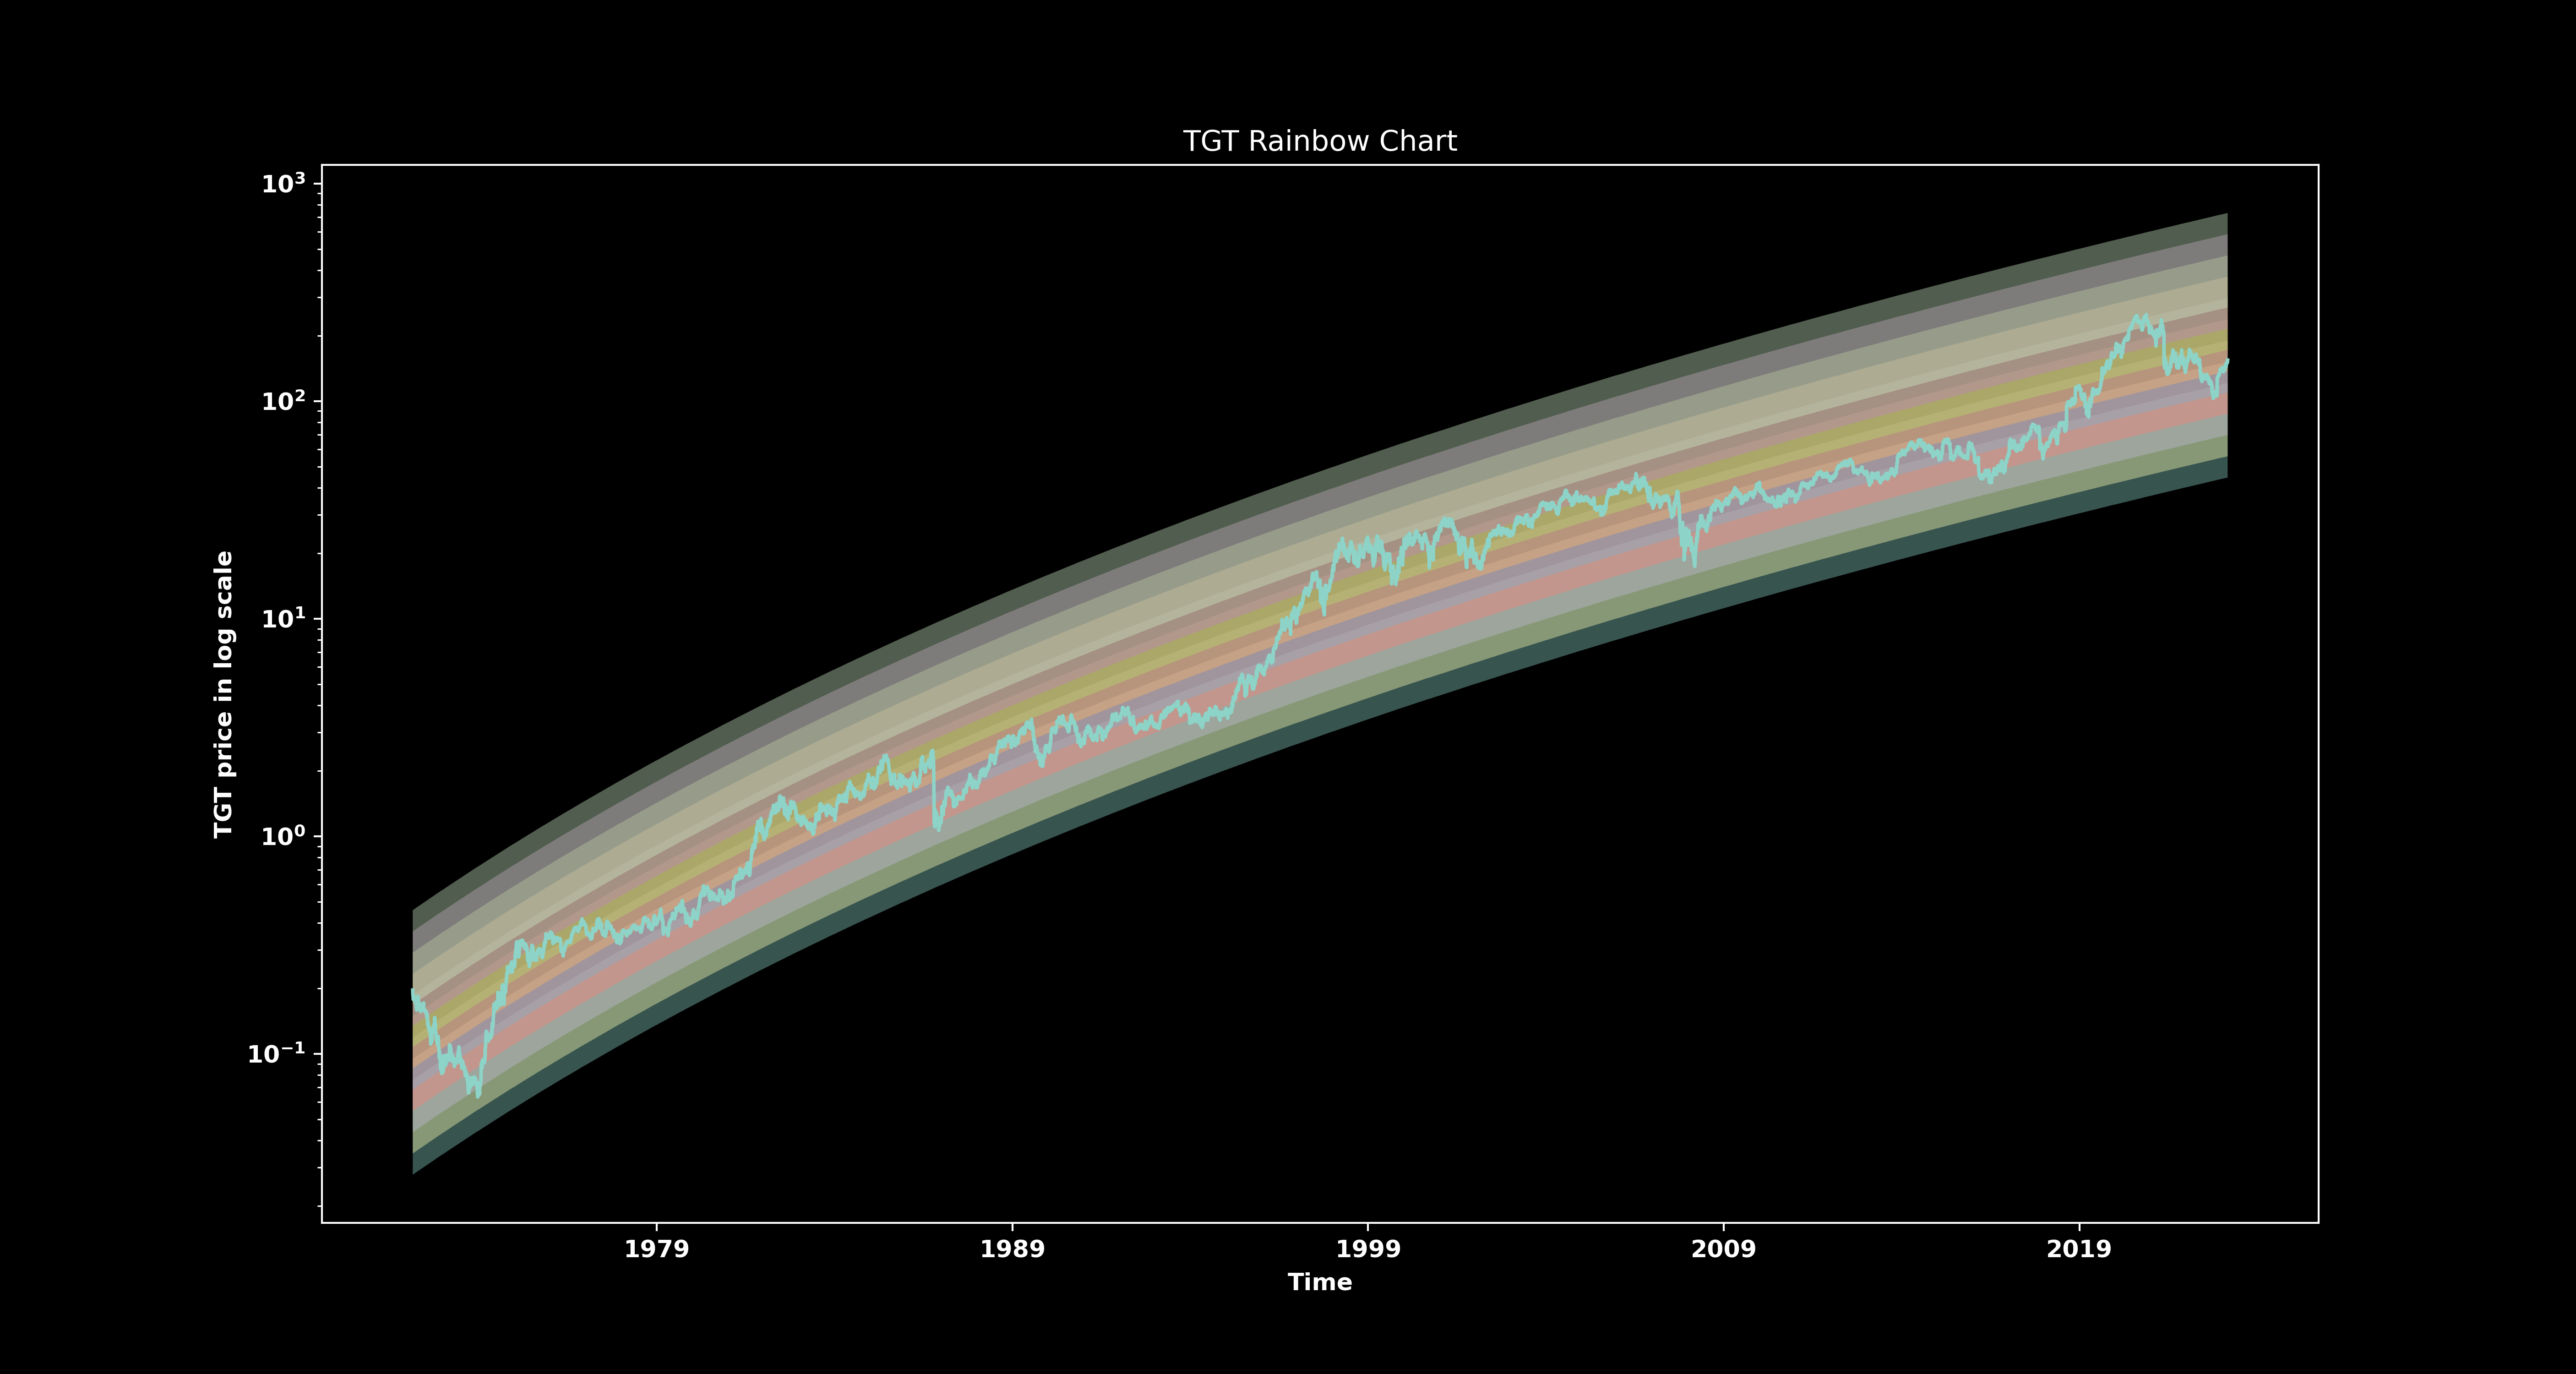 TGT Rainbow Chart
TGT price in log scale
10³
10²
10¹
10⁰
10⁻¹
1979 1989 1999 2009 2019
Time